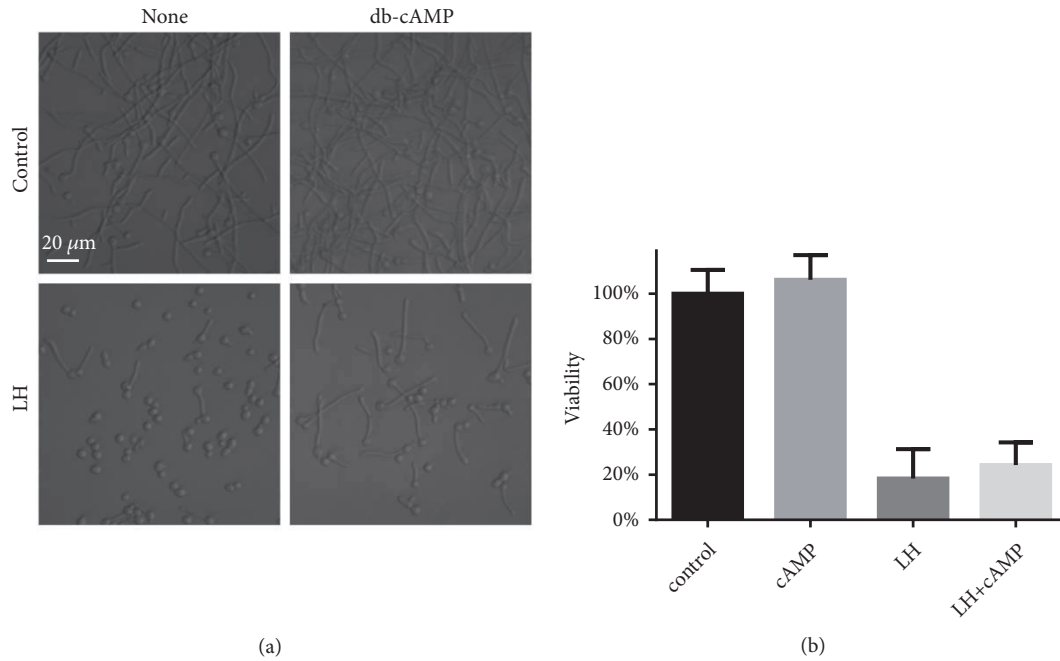 None
db-cAMP
Control
20 μm
LH
Viability
100%
80%
60%
40%
20%
0%
control
cAMP
LH
LH+cAMP
(a)
(b)